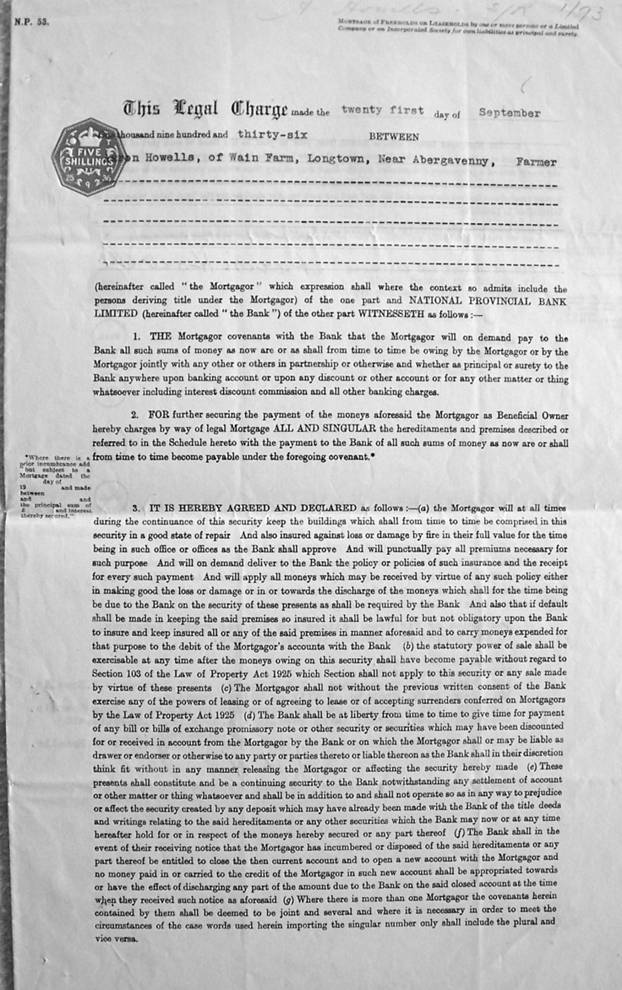 N.P. 53.
MORTGAGE of FREEHOLDS OR LEASEHOLDS by one or more persons or a Limited
Company or an Incorporated Society for own liabilities as principal and surety.
This Legal Charge made the twenty first day of September
thousand nine hundred and thirty-six BETWEEN
FIVE
SHILLINGS
Howells, of Wain Farm, Longtown, Near Abergavenny, Farmer
(hereinafter called "the Mortgagor" which expression shall where the context so admits include the
persons deriving title under the Mortgagor) of the one part and NATIONAL PROVINCIAL BANK
LIMITED (hereinafter called "the Bank") of the other part WITNESSETH as follows:—
1. THE Mortgagor covenants with the Bank that the Mortgagor will on demand pay to the
Bank all such sums of money as now are or as shall from time to time be owing by the Mortgagor or by the
Mortgagor jointly with any other or others in partnership or otherwise and whether as principal or surety to the
Bank anywhere upon banking account or upon any discount or other account or for any other matter or thing
whatsoever including interest discount commission and all other banking charges.
2. FOR further securing the payment of the moneys aforesaid the Mortgagor as Beneficial Owner
hereby charges by way of legal Mortgage ALL AND SINGULAR the hereditaments and premises described or
referred to in the Schedule hereto with the payment to the Bank of all such sums of money as now are or shall
from time to time become payable under the foregoing covenant.*
*Where there is a
prior incumbrance add
"but subject to a
Mortgage dated the
day of
19 and made
between
and and
the principal sum of
£ and interest
thereby secured."
3. IT IS HEREBY AGREED AND DECLARED as follows:—(a) the Mortgagor will at all times
during the continuance of this security keep the buildings which shall from time to time be comprised in this
security in a good state of repair And also insured against loss or damage by fire in their full value for the time
being in such office or offices as the Bank shall approve And will punctually pay all premiums necessary for
such purpose And will on demand deliver to the Bank the policy or policies of such insurance and the receipt
for every such payment And will apply all moneys which may be received by virtue of any such policy either
in making good the loss or damage or in or towards the discharge of the moneys which shall for the time being
be due to the Bank on the security of these presents as shall be required by the Bank And also that if default
shall be made in keeping the said premises so insured it shall be lawful for but not obligatory upon the Bank
to insure and keep insured all or any of the said premises in manner aforesaid and to carry moneys expended for
that purpose to the debit of the Mortgagor's accounts with the Bank (b) the statutory power of sale shall be
exercisable at any time after the moneys owing on this security shall have become payable without regard to
Section 103 of the Law of Property Act 1925 which Section shall not apply to this security or any sale made
by virtue of these presents (c) The Mortgagor shall not without the previous written consent of the Bank
exercise any of the powers of leasing or of agreeing to lease or of accepting surrenders conferred on Mortgagors
by the Law of Property Act 1925 (d) The Bank shall be at liberty from time to time to give time for payment
of any bill or bills of exchange promissory note or other security or securities which may have been discounted
for or received in account from the Mortgagor by the Bank or on which the Mortgagor shall or may be liable as
drawer or endorser or otherwise to any party or parties thereto or liable thereon as the Bank shall in their discretion
think fit without in any manner releasing the Mortgagor or affecting the security hereby made (e) These
presents shall constitute and be a continuing security to the Bank notwithstanding any settlement of account
or other matter or thing whatsoever and shall be in addition to and shall not operate so as in any way to prejudice
or affect the security created by any deposit which may have already been made with the Bank of the title deeds
and writings relating to the said hereditaments or any other securities which the Bank may now or at any time
hereafter hold for or in respect of the moneys hereby secured or any part thereof (f) The Bank shall in the
event of their receiving notice that the Mortgagor has incumbered or disposed of the said hereditaments or any
part thereof be entitled to close the then current account and to open a new account with the Mortgagor and
no money paid in or carried to the credit of the Mortgagor in such new account shall be appropriated towards
or have the effect of discharging any part of the amount due to the Bank on the said closed account at the time
when they received such notice as aforesaid (g) Where there is more than one Mortgagor the covenants herein
contained by them shall be deemed to be joint and several and where it is necessary in order to meet the
circumstances of the case words used herein importing the singular number only shall include the plural and
vice versa.